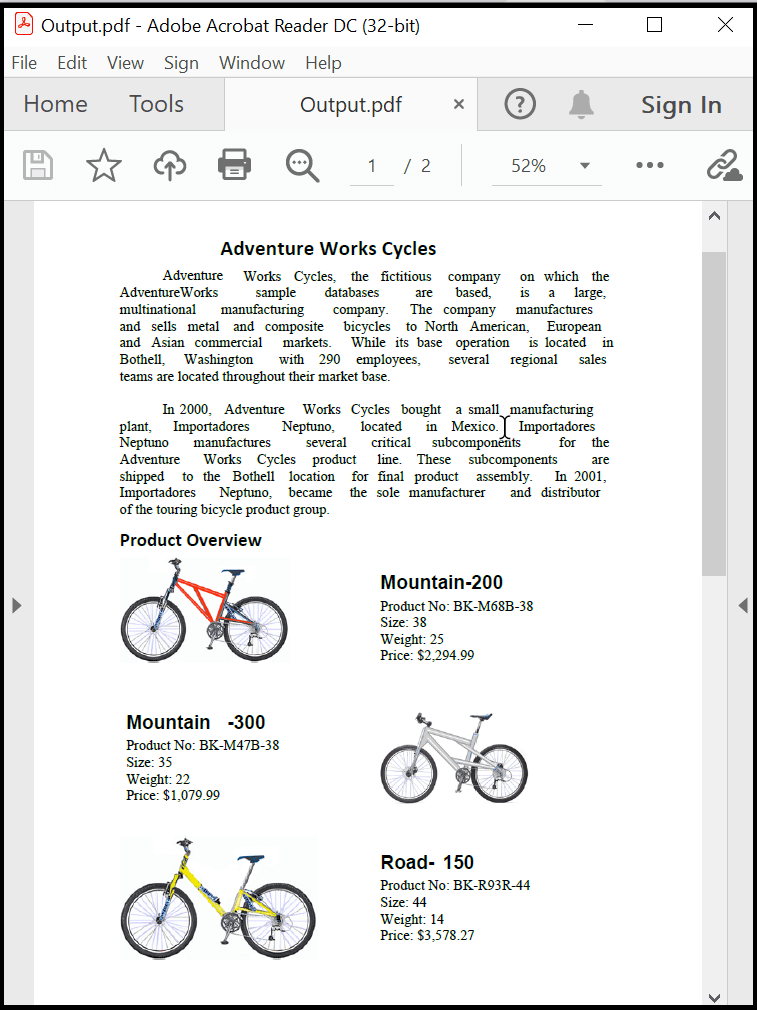 Output.pdf - Adobe Acrobat Reader DC (32-bit)
File Edit View Sign Window Help
Home Tools Output.pdf × ? Sign In
1 / 2 52%
Adventure Works Cycles
Adventure Works Cycles, the fictitious company on which the
AdventureWorks sample databases are based, is a large,
multinational manufacturing company. The company manufactures
and sells metal and composite bicycles to North American, European
and Asian commercial markets. While its base operation is located in
Bothell, Washington with 290 employees, several regional sales
teams are located throughout their market base.
In 2000, Adventure Works Cycles bought a small manufacturing
plant, Importadores Neptuno, located in Mexico. Importadores
Neptuno manufactures several critical subcomponents for the
Adventure Works Cycles product line. These subcomponents are
shipped to the Bothell location for final product assembly. In 2001,
Importadores Neptuno, became the sole manufacturer and distributor
of the touring bicycle product group.
Product Overview
Mountain-200
Product No: BK-M68B-38
Size: 38
Weight: 25
Price: $2,294.99
Mountain -300
Product No: BK-M47B-38
Size: 35
Weight: 22
Price: $1,079.99
Road- 150
Product No: BK-R93R-44
Size: 44
Weight: 14
Price: $3,578.27